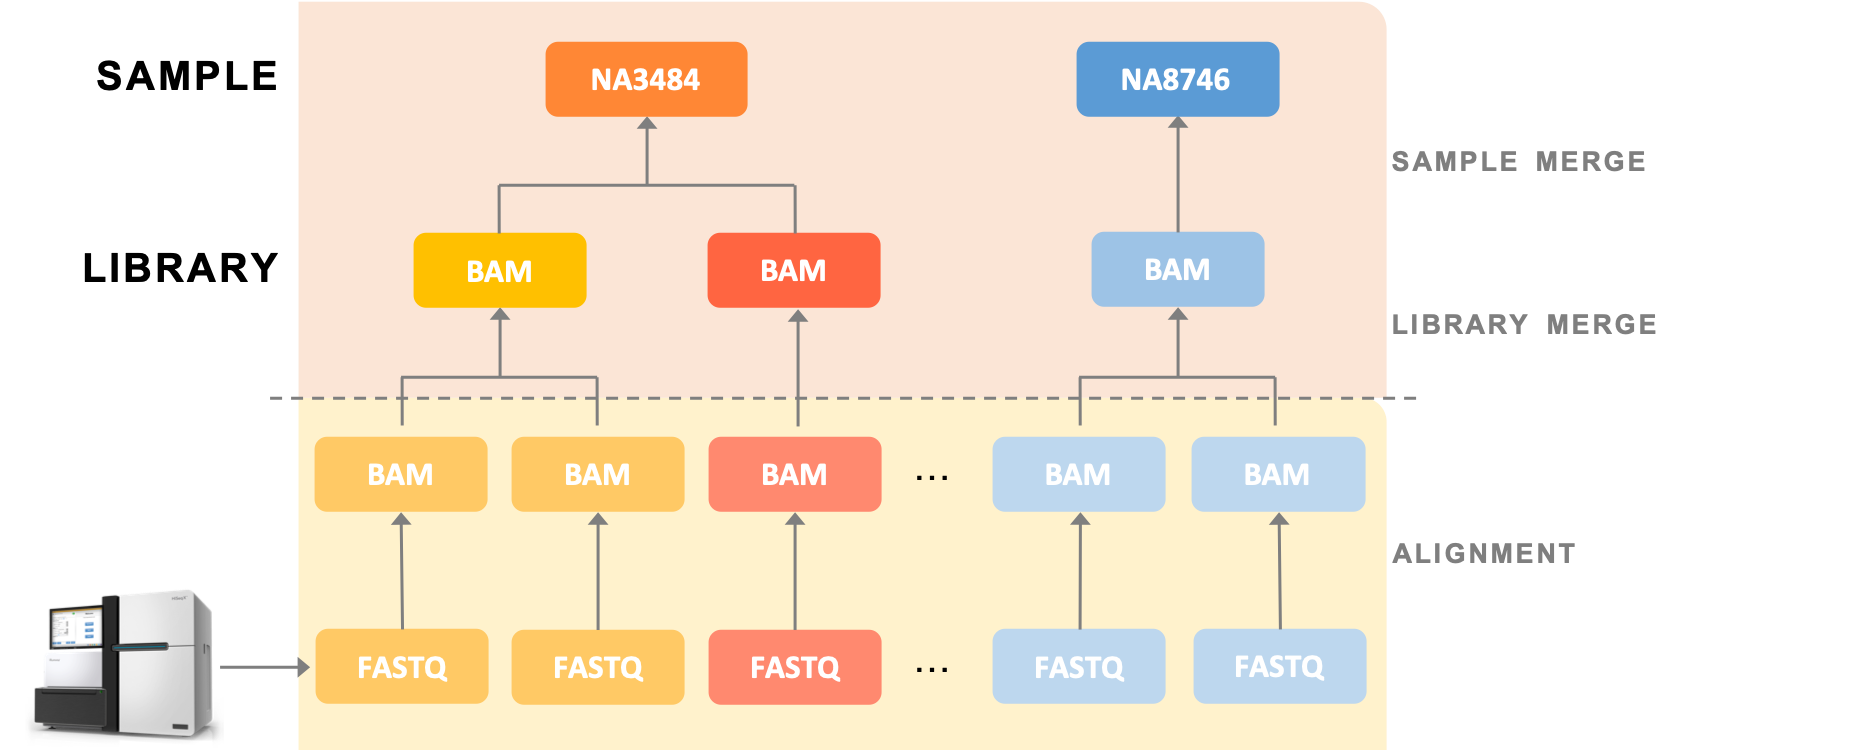 SAMPLE
NA3484
NA8746
SAMPLE MERGE
LIBRARY
BAM
BAM
BAM
LIBRARY MERGE
BAM
BAM
BAM
...
BAM
BAM
ALIGNMENT
FASTQ
FASTQ
FASTQ
...
FASTQ
FASTQ